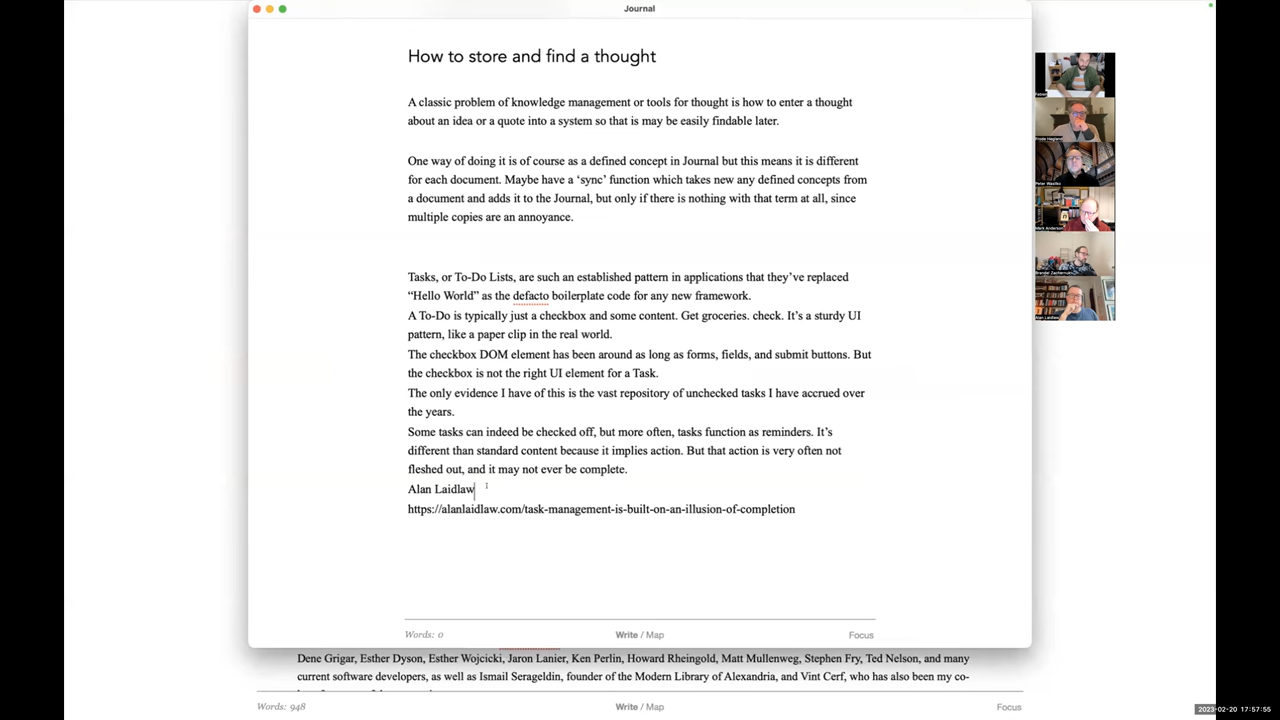 Journal
How to store and find a thought
A classic problem of knowledge management or tools for thought is how to enter a thought
about an idea or a quote into a system so that is may be easily findable later.
One way of doing it is of course as a defined concept in Journal but this means it is different
for each document. Maybe have a ‘sync’ function which takes new any defined concepts from
a document and adds it to the Journal, but only if there is nothing with that term at all, since
multiple copies are an annoyance.
Tasks, or To-Do Lists, are such an established pattern in applications that they’ve replaced
“Hello World” as the defacto boilerplate code for any new framework.
A To-Do is typically just a checkbox and some content. Get groceries. check. It’s a sturdy UI
pattern, like a paper clip in the real world.
The checkbox DOM element has been around as long as forms, fields, and submit buttons. But
the checkbox is not the right UI element for a Task.
The only evidence I have of this is the vast repository of unchecked tasks I have accrued over
the years.
Some tasks can indeed be checked off, but more often, tasks function as reminders. It’s
different than standard content because it implies action. But that action is very often not
fleshed out, and it may not ever be complete.
Alan Laidlaw
https://alanlaidlaw.com/task-management-is-built-on-an-illusion-of-completion
Words: 0 Write / Map Focus
Dene Grigar, Esther Dyson, Esther Wojcicki, Jaron Lanier, Ken Perlin, Howard Rheingold, Matt Mullenweg, Stephen Fry, Ted Nelson, and many
current software developers, as well as Ismail Serageldin, founder of the Modern Library of Alexandria, and Vint Cerf, who has also been my co-
Words: 948 Write / Map Focus
Fabien
Frode Hegland
Peter Wasilko
Mark Anderson
Brandel Zachernuk
Alan Laidlaw
2023-02-20 17:57:55